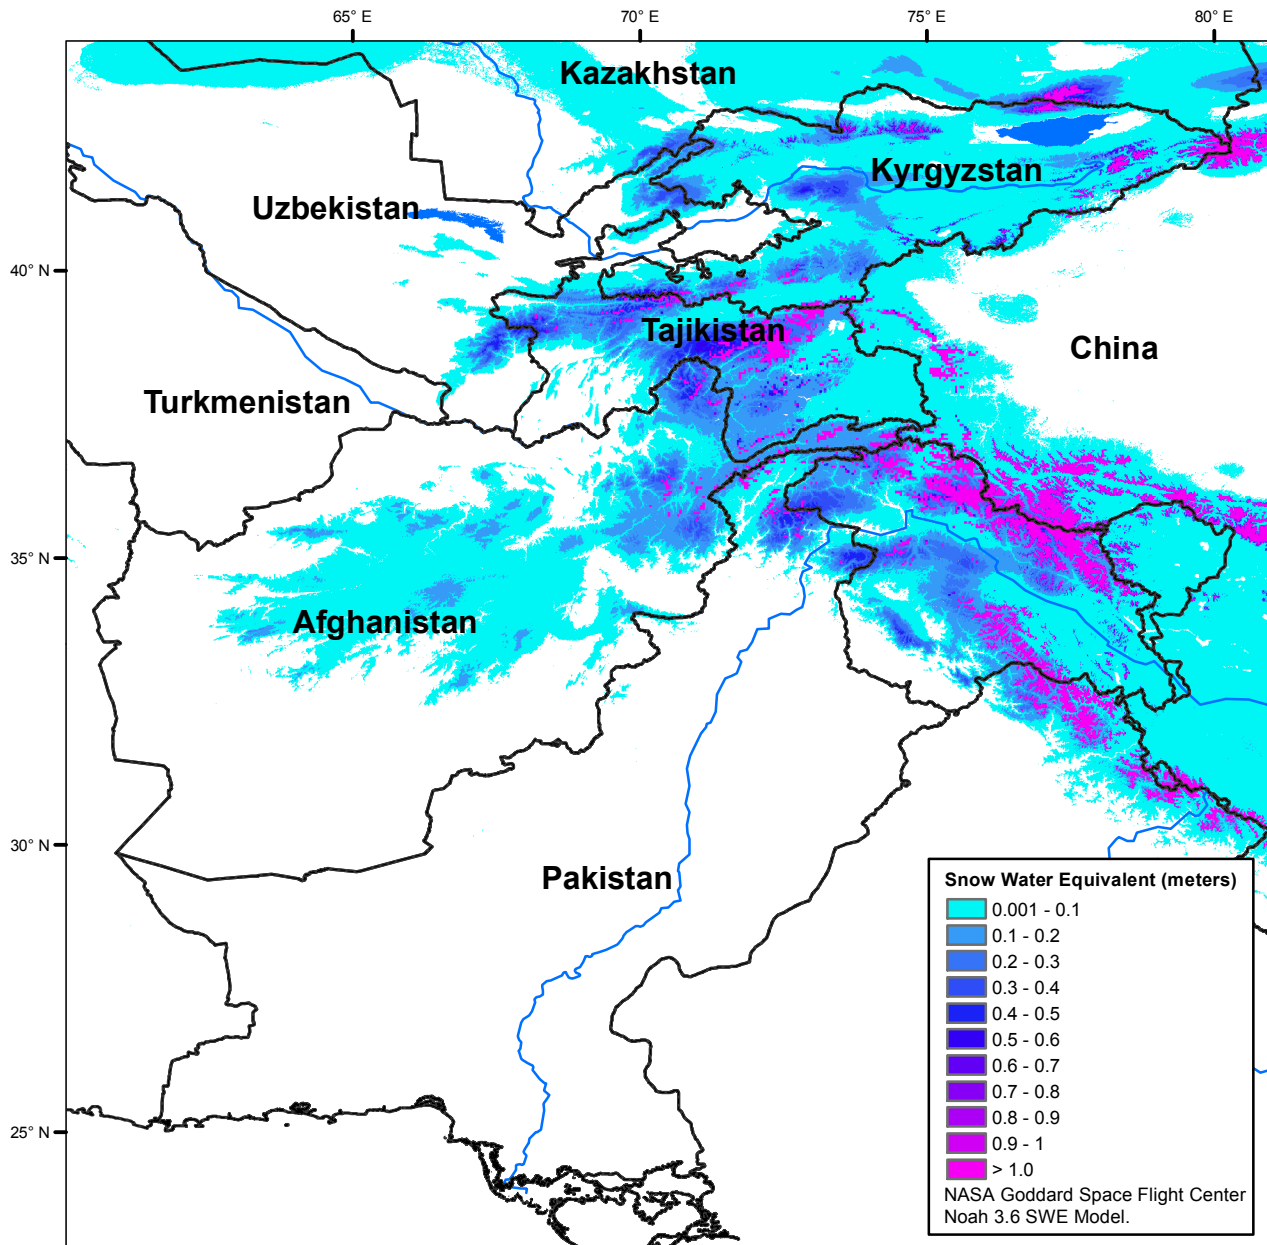 65° E
70° E
75° E
80° E
Kazakhstan
Kyrgyzstan
Uzbekistan
40° N
Tajikistan
China
Turkmenistan
35° N
Afghanistan
30° N
Pakistan
25° N
Snow Water Equivalent (meters)
0.001 - 0.1
0.1 - 0.2
0.2 - 0.3
0.3 - 0.4
0.4 - 0.5
0.5 - 0.6
0.6 - 0.7
0.7 - 0.8
0.8 - 0.9
0.9 - 1
> 1.0
NASA Goddard Space Flight Center
Noah 3.6 SWE Model.